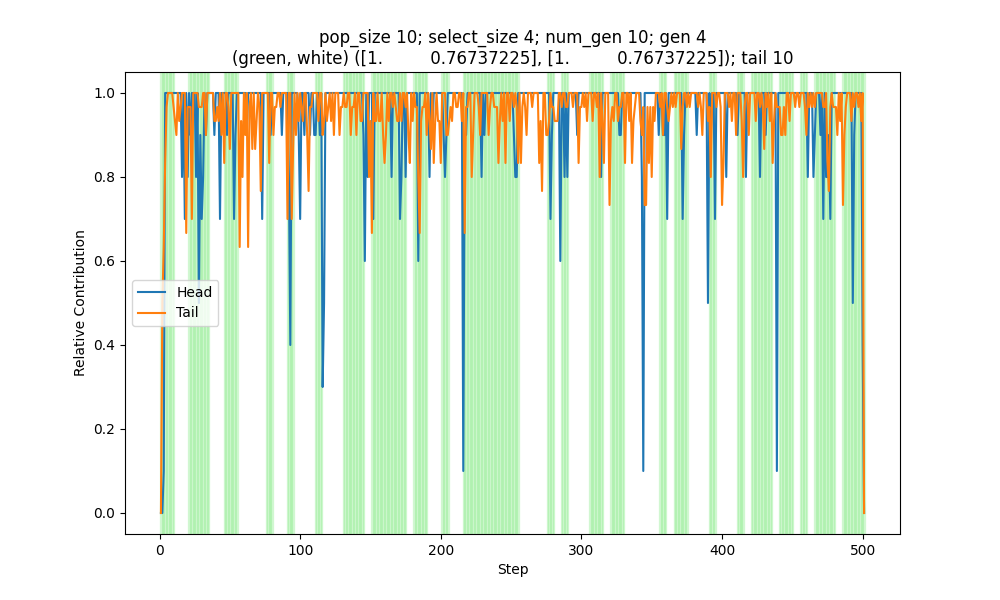 pop_size 10; select_size 4; num_gen 10; gen 4
(green, white) ([1.          0.76737225], [1.          0.76737225]); tail 10
1.0
0.8
0.6
0.4
0.2
0.0
Relative Contribution
Head
Tail
0
100
200
300
400
500
Step